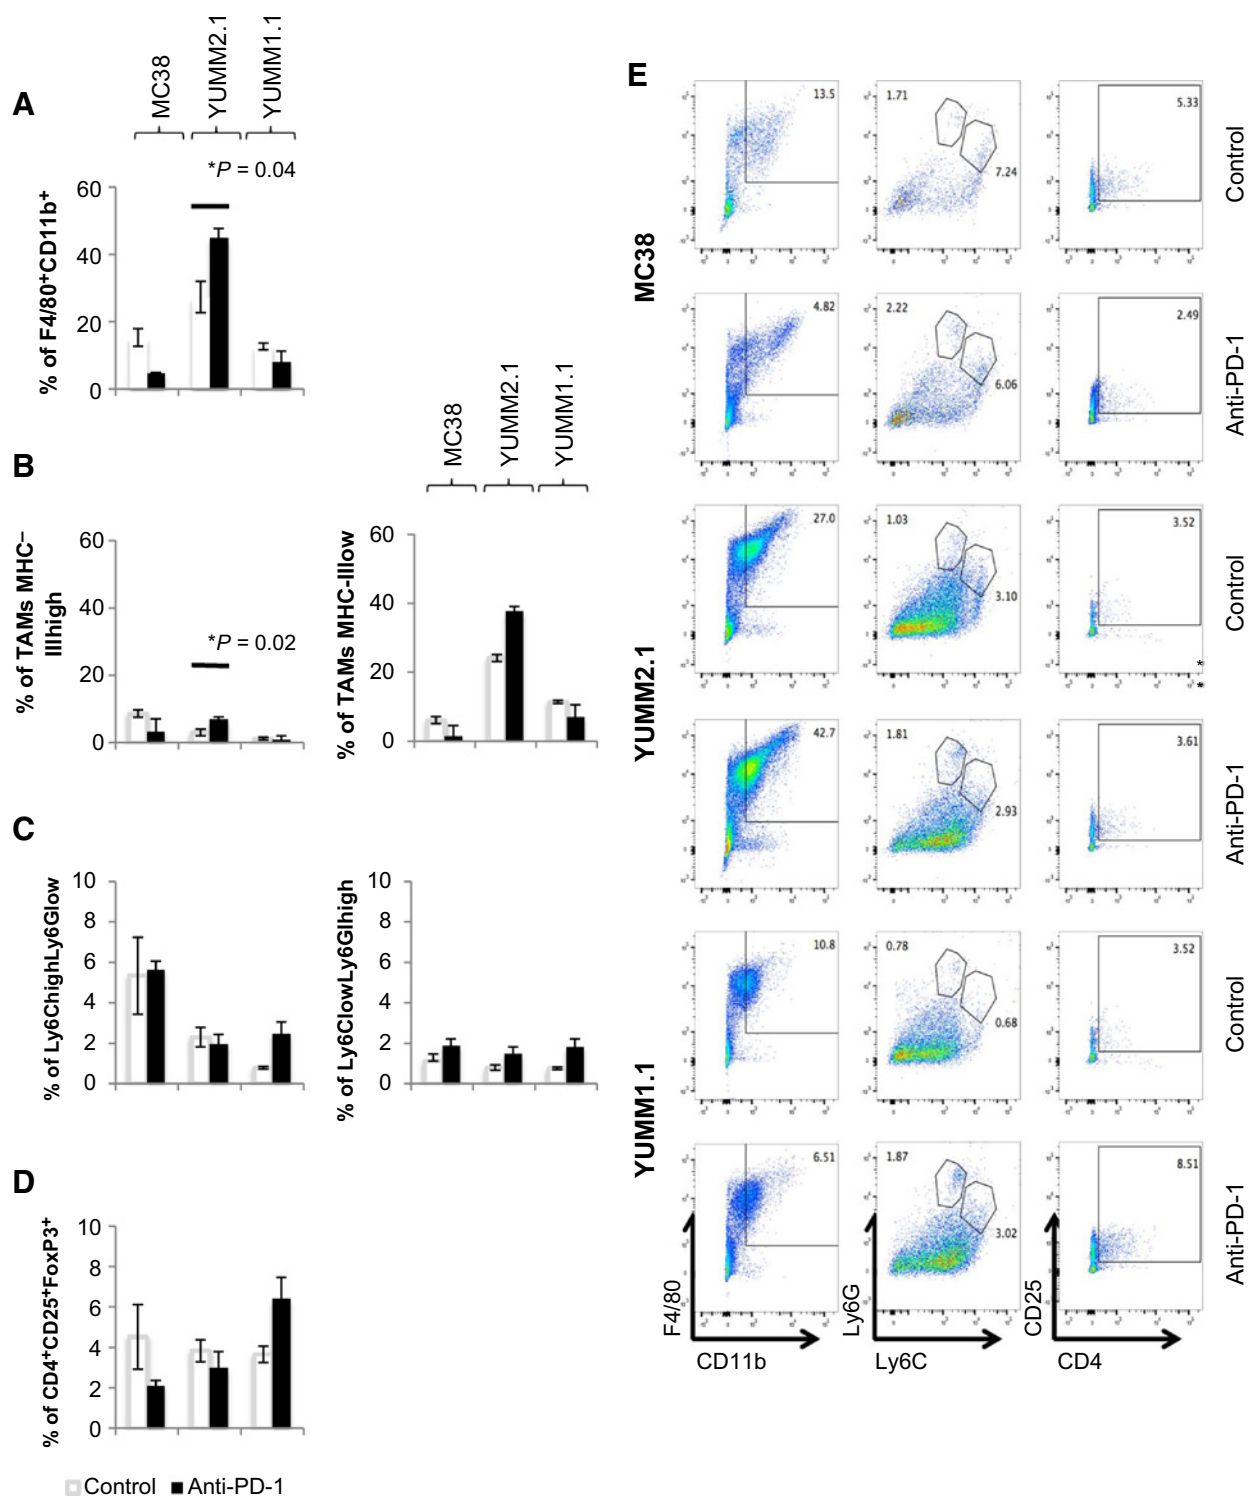 A
MC38
YUMM2.1
YUMM1.1
*P = 0.04
% of F4/80+CD11b+
60
40
20
0
B
MC38
YUMM2.1
YUMM1.1
% of TAMs MHC–
IIIhigh
60
40
20
0
*P = 0.02
% of TAMs MHC-IIIlow
60
40
20
0
C
% of Ly6ChighLy6Glow
10
8
6
4
2
0
% of Ly6ClowLy6Glhigh
10
8
6
4
2
0
D
% of CD4+CD25+FoxP3+
10
8
6
4
2
0
Control
Anti-PD-1
E
MC38
13.5
1.71
7.24
5.33
Control
4.82
2.22
6.06
2.49
Anti-PD-1
YUMM2.1
27.0
1.03
3.10
3.52
*
*
Control
42.7
1.81
2.93
3.61
Anti-PD-1
YUMM1.1
10.8
0.78
0.68
3.52
Control
6.51
1.87
3.02
8.51
Anti-PD-1
F4/80
CD11b
Ly6G
Ly6C
CD25
CD4